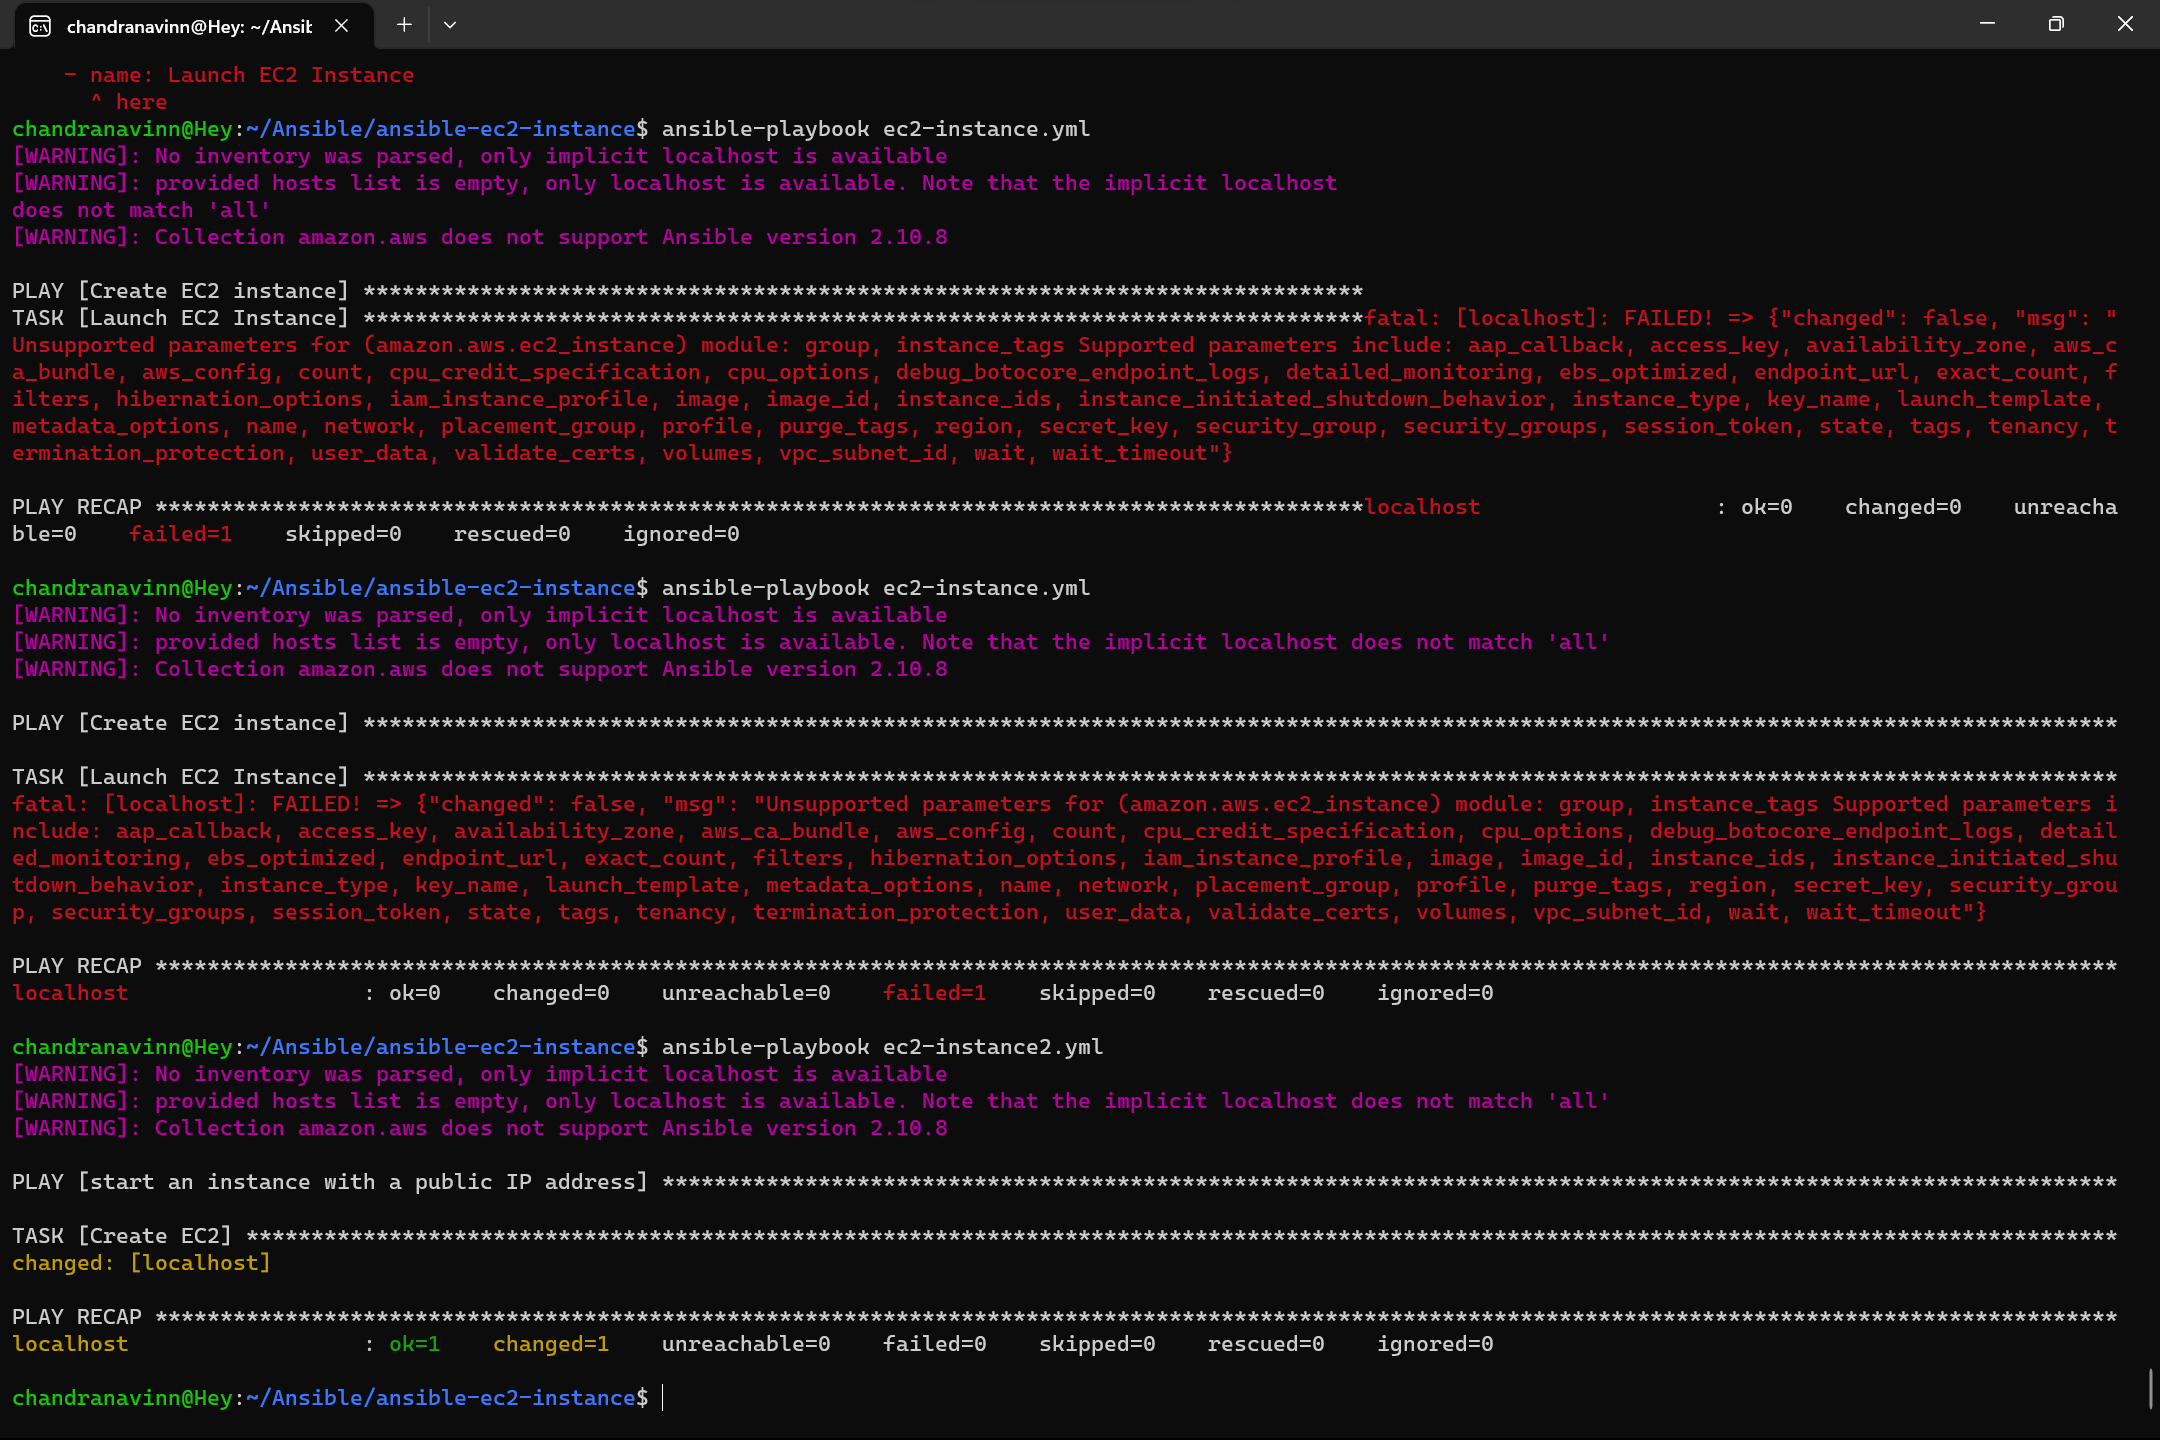 chandranavinn@Hey: ~/Ansib
- name: Launch EC2 Instance
^ here
chandranavinn@Hey:~/Ansible/ansible-ec2-instance$ ansible-playbook ec2-instance.yml
[WARNING]: No inventory was parsed, only implicit localhost is available
[WARNING]: provided hosts list is empty, only localhost is available. Note that the implicit localhost
does not match 'all'
[WARNING]: Collection amazon.aws does not support Ansible version 2.10.8
PLAY [Create EC2 instance] *****************************************************************************
TASK [Launch EC2 Instance] *****************************************************************************fatal: [localhost]: FAILED! => {"changed": false, "msg": "
Unsupported parameters for (amazon.aws.ec2_instance) module: group, instance_tags Supported parameters include: aap_callback, access_key, availability_zone, aws_c
a_bundle, aws_config, count, cpu_credit_specification, cpu_options, debug_botocore_endpoint_logs, detailed_monitoring, ebs_optimized, endpoint_url, exact_count, f
ilters, hibernation_options, iam_instance_profile, image, image_id, instance_ids, instance_initiated_shutdown_behavior, instance_type, key_name, launch_template,
metadata_options, name, network, placement_group, profile, purge_tags, region, secret_key, security_group, security_groups, session_token, state, tags, tenancy, t
ermination_protection, user_data, validate_certs, volumes, vpc_subnet_id, wait, wait_timeout"}
PLAY RECAP *********************************************************************************************localhost                  : ok=0    changed=0    unreacha
ble=0    failed=1    skipped=0    rescued=0    ignored=0
chandranavinn@Hey:~/Ansible/ansible-ec2-instance$ ansible-playbook ec2-instance.yml
[WARNING]: No inventory was parsed, only implicit localhost is available
[WARNING]: provided hosts list is empty, only localhost is available. Note that the implicit localhost does not match 'all'
[WARNING]: Collection amazon.aws does not support Ansible version 2.10.8
PLAY [Create EC2 instance] ***************************************************************************************************************************************
TASK [Launch EC2 Instance] ***************************************************************************************************************************************
fatal: [localhost]: FAILED! => {"changed": false, "msg": "Unsupported parameters for (amazon.aws.ec2_instance) module: group, instance_tags Supported parameters i
nclude: aap_callback, access_key, availability_zone, aws_ca_bundle, aws_config, count, cpu_credit_specification, cpu_options, debug_botocore_endpoint_logs, detail
ed_monitoring, ebs_optimized, endpoint_url, exact_count, filters, hibernation_options, iam_instance_profile, image, image_id, instance_ids, instance_initiated_shu
tdown_behavior, instance_type, key_name, launch_template, metadata_options, name, network, placement_group, profile, purge_tags, region, secret_key, security_grou
p, security_groups, session_token, state, tags, tenancy, termination_protection, user_data, validate_certs, volumes, vpc_subnet_id, wait, wait_timeout"}
PLAY RECAP *******************************************************************************************************************************************************
localhost                  : ok=0    changed=0    unreachable=0    failed=1    skipped=0    rescued=0    ignored=0
chandranavinn@Hey:~/Ansible/ansible-ec2-instance$ ansible-playbook ec2-instance2.yml
[WARNING]: No inventory was parsed, only implicit localhost is available
[WARNING]: provided hosts list is empty, only localhost is available. Note that the implicit localhost does not match 'all'
[WARNING]: Collection amazon.aws does not support Ansible version 2.10.8
PLAY [start an instance with a public IP address] ****************************************************************************************************************
TASK [Create EC2] ************************************************************************************************************************************************
changed: [localhost]
PLAY RECAP *******************************************************************************************************************************************************
localhost                  : ok=1    changed=1    unreachable=0    failed=0    skipped=0    rescued=0    ignored=0
chandranavinn@Hey:~/Ansible/ansible-ec2-instance$